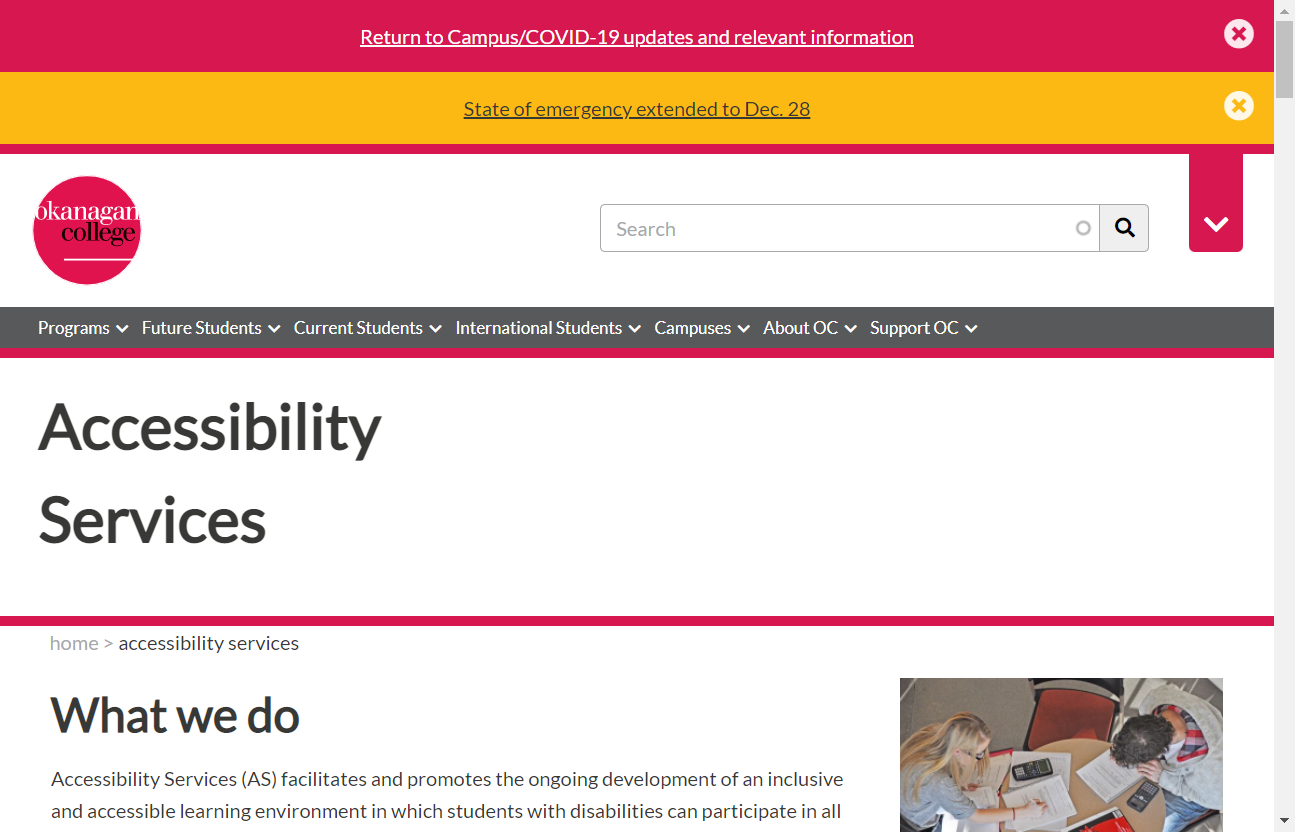 Return to Campus/COVID-19 updates and relevant information
State of emergency extended to Dec. 28
okanagan
college
Search
Programs Future Students Current Students International Students Campuses About OC Support OC
Accessibility
Services
home > accessibility services
What we do
Accessibility Services (AS) facilitates and promotes the ongoing development of an inclusive
and accessible learning environment in which students with disabilities can participate in all